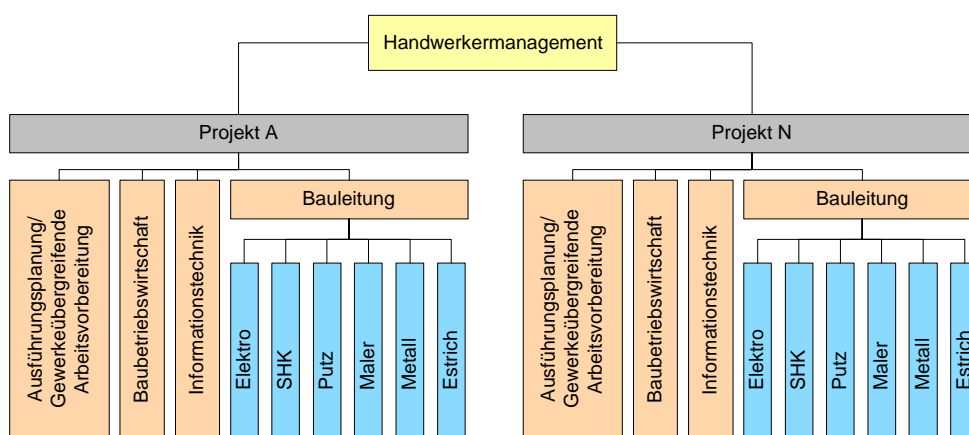 Handwerkermanagement
Projekt A
Projekt N
Ausführungsplanung/
Gewerkeübergreifende
Arbeitsvorbereitung
Baubetriebswirtschaft
Informationstechnik
Bauleitung
Elektro
SHK
Putz
Maler
Metall
Estrich
Ausführungsplanung/
Gewerkeübergreifende
Arbeitsvorbereitung
Baubetriebswirtschaft
Informationstechnik
Bauleitung
Elektro
SHK
Putz
Maler
Metall
Estrich